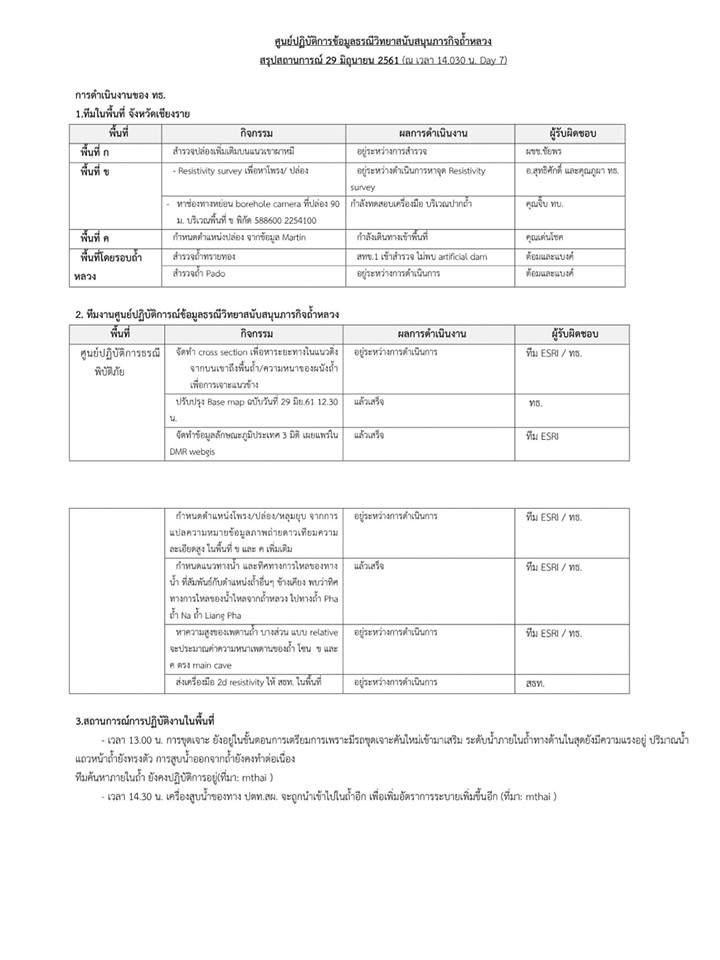 ศูนย์ปฏิบัติการข้อมูลธรณีวิทยาสนับสนุนภารกิจถ้ำหลวง
สรุปสถานการณ์ 29 มิถุนายน 2561 (ณ เวลา 14.030 น. Day 7)
การดำเนินงานของ ทธ.
1.ทีมในพื้นที่ จังหวัดเชียงราย
พื้นที่ กิจกรรม ผลการดำเนินงาน ผู้รับผิดชอบ
พื้นที่ ก สำรวจปล่องเพิ่มเติมบนแนวเขาผาหมี อยู่ระหว่างการสำรวจ ผชช.ชัยพร
พื้นที่ ข - Resistivity survey เพื่อหาโพรง/ ปล่อง อยู่ระหว่างดำเนินการหาจุด Resistivity อ.สุทธิศักดิ์ และคุณภูผา ทธ.
survey
- หาช่องทางหย่อน borehole camera ที่ปล่อง 90 กำลังทดสอบเครื่องมือ บริเวณปากถ้ำ คุณจิ๊บ ทบ.
ม. บริเวณพื้นที่ ข พิกัด 588600 2254100
พื้นที่ ค กำหนดตำแหน่งปล่อง จากข้อมูล Martin กำลังเดินทางเข้าพื้นที่ คุณเด่นโชค
พื้นที่โดยรอบถ้ำ สำรวจถ้ำทรายทอง สทข.1 เข้าสำรวจ ไม่พบ artificial dam ต้อมและแบงค์
หลวง สำรวจถ้ำ Pado อยู่ระหว่างการดำเนินการ ต้อมและแบงค์
2. ทีมงานศูนย์ปฏิบัติการณ์ข้อมูลธรณีวิทยาสนับสนุนภารกิจถ้ำหลวง
พื้นที่ กิจกรรม ผลการดำเนินงาน ผู้รับผิดชอบ
ศูนย์ปฏิบัติการธรณี จัดทำ cross section เพื่อหาระยะทางในแนวดิ่ง อยู่ระหว่างการดำเนินการ ทีม ESRI / ทธ.
พิบัติภัย จากบนเขาถึงพื้นถ้ำ/ความหนาของผนังถ้ำ
เพื่อการเจาะแนวข้าง
ปรับปรุง Base map ฉบับวันที่ 29 มิย.61 12.30 แล้วเสร็จ ทธ.
น.
จัดทำข้อมูลลักษณะภูมิประเทศ 3 มิติ เผยแพร่ใน แล้วเสร็จ ทีม ESRI
DMR webgis
กำหนดตำแหน่งโพรง/ปล่อง/หลุมยุบ จากการ อยู่ระหว่างการดำเนินการ ทีม ESRI / ทธ.
แปลความหมายข้อมูลภาพถ่ายดาวเทียมความ
ละเอียดสูง ในพื้นที่ ข และ ค เพิ่มเติม
กำหนดแนวทางน้ำ และทิศทางการไหลของทาง แล้วเสร็จ ทีม ESRI / ทธ.
น้ำ ที่สัมพันธ์กับตำแหน่งถ้ำอื่นๆ ข้างเคียง พบว่าทิศ
ทางการไหลของน้ำไหลจากถ้ำหลวง ไปทางถ้ำ Pha
ถ้ำ Na ถ้ำ Liang Pha
หาความสูงของเพดานถ้ำ บางส่วน แบบ relative อยู่ระหว่างการดำเนินการ ทีม ESRI / ทธ.
จะประมาณค่าความหนาเพดานของถ้ำ โซน ข และ
ค ตรง main cave
ส่งเครื่องมือ 2d resistivity ให้ สธท. ในพื้นที่ อยู่ระหว่างการดำเนินการ สธท.
3.สถานการณ์การปฏิบัติงานในพื้นที่
- เวลา 13.00 น. การขุดเจาะ ยังอยู่ในขั้นตอนการเตรียมการเพราะมีรถขุดเจาะคันใหม่เข้ามาเสริม ระดับน้ำภายในถ้ำทางด้านในสุดยังมีความแรงอยู่ ปริมาณน้ำ
แถวหน้าถ้ำยังทรงตัว การสูบน้ำออกจากถ้ำยังคงทำต่อเนื่อง
ทีมค้นหาภายในถ้ำ ยังคงปฏิบัติการอยู่(ที่มา: mthai )
- เวลา 14.30 น. เครื่องสูบน้ำของทาง ปตท.สผ. จะถูกนำเข้าไปในถ้ำอีก เพื่อเพิ่มอัตราการระบายเพิ่มขึ้นอีก (ที่มา: mthai )